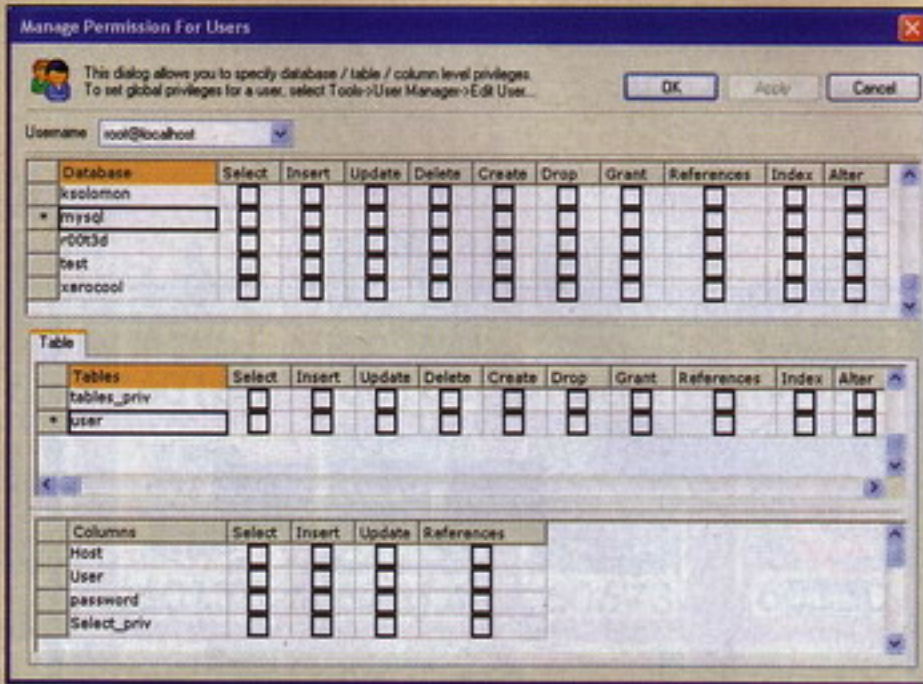 Manage Permission For Users
This dialog allows you to specify database / table / column level privileges.
To set global privileges for a user, select Tools->User Manager->Edit User...
OK Apply Cancel
Username root@localhost
Database Select Insert Update Delete Create Drop Grant References Index Alter
ksolomon
* mysql
r00t3d
test
xerocool
Table
Tables Select Insert Update Delete Create Drop Grant References Index Alter
tables_priv
* user
Columns Select Insert Update References
Host
User
password
Select_priv